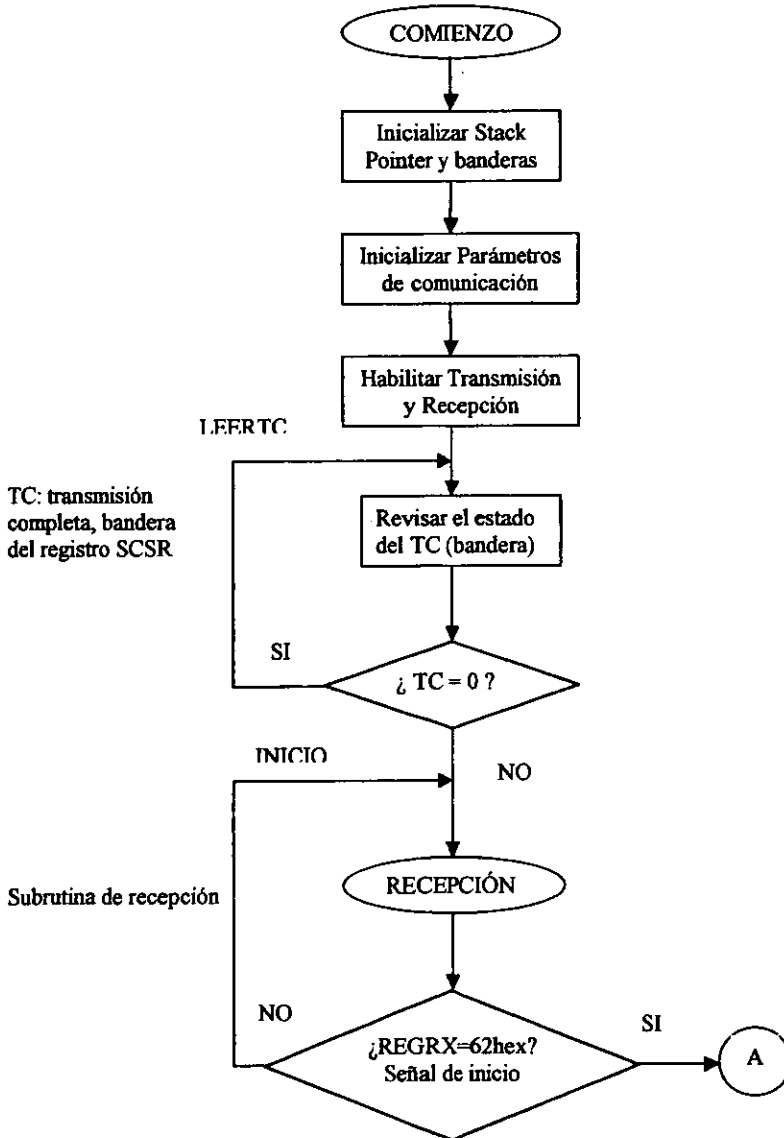 COMIENZO
Inicializar Stack
Pointer y banderas
Inicializar Parámetros
de comunicación
Habilitar Transmisión
y Recepción
LEERTC
TC: transmisión
completa, bandera
del registro SCSR
Revisar el estado
del TC (bandera)
SI
¿ TC = 0 ?
INICIO
NO
Subrutina de recepción
RECEPCIÓN
NO
¿REGRX=62hex?
Señal de inicio
SI
A